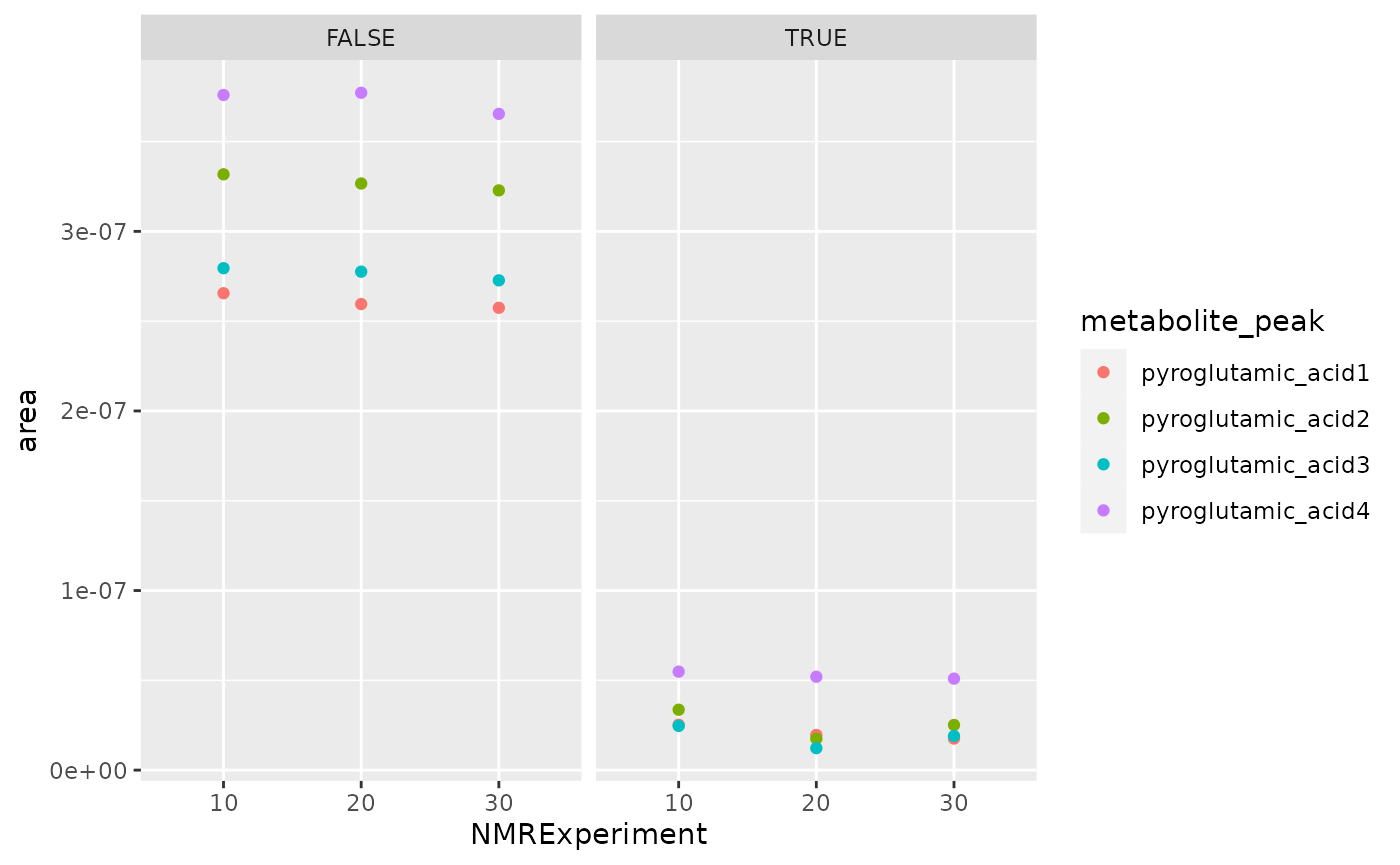 FALSE
TRUE
3e-07
2e-07
1e-07
0e+00
area
10
20
30
10
20
30
NMRExperiment
metabolite_peak
pyroglutamic_acid1
pyroglutamic_acid2
pyroglutamic_acid3
pyroglutamic_acid4